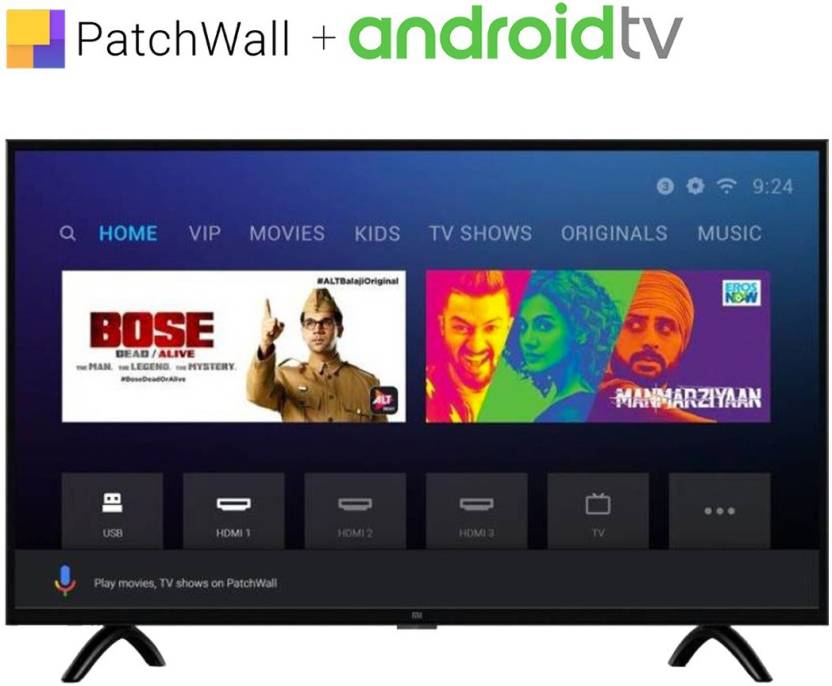 PatchWall + androidtv
3 9:24
HOME VIP MOVIES KIDS TV SHOWS ORIGINALS MUSIC
#ALTBalajiOriginal
BOSE
DEAD / ALIVE
THE MAN. THE LEGEND. THE MYSTERY.
#BoseDeadOrAlive
ALT
EROS
NOW
MANMARZIYAAN
USB HDMI 1 HDMI 2 HDMI 3 TV
Play movies, TV shows on PatchWall
MI